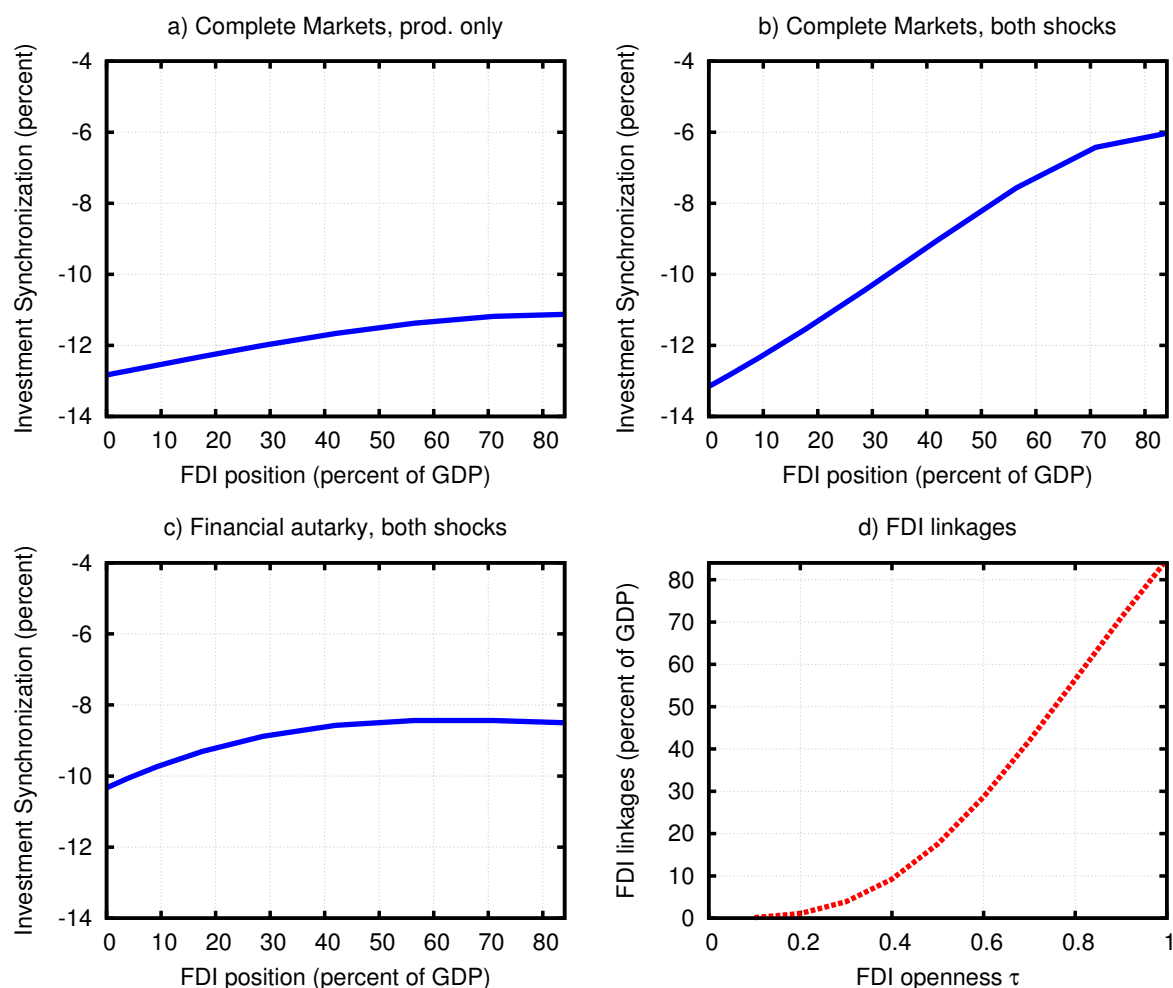 a) Complete Markets, prod. only
Investment Synchronization (percent)
-4
-6
-8
-10
-12
-14
0 10 20 30 40 50 60 70 80
FDI position (percent of GDP)
b) Complete Markets, both shocks
Investment Synchronization (percent)
-4
-6
-8
-10
-12
-14
0 10 20 30 40 50 60 70 80
FDI position (percent of GDP)
c) Financial autarky, both shocks
Investment Synchronization (percent)
-4
-6
-8
-10
-12
-14
0 10 20 30 40 50 60 70 80
FDI position (percent of GDP)
d) FDI linkages
FDI linkages (percent of GDP)
80
70
60
50
40
30
20
10
0
0 0.2 0.4 0.6 0.8 1
FDI openness τ